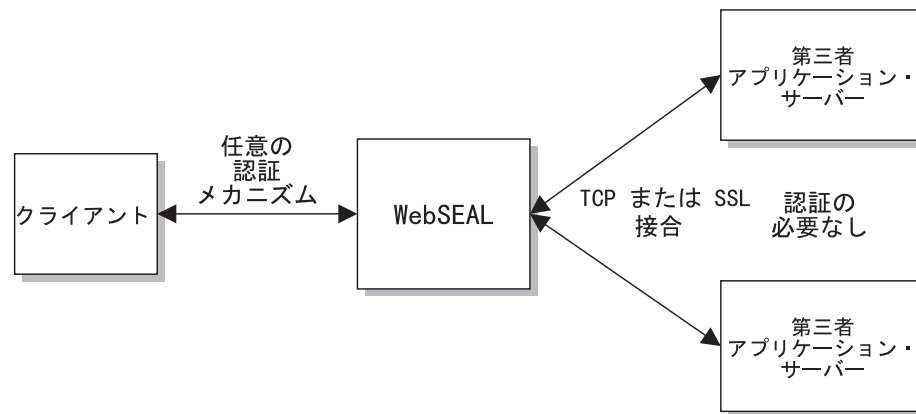 クライアント
任意の
認証
メカニズム
WebSEAL
TCP または SSL
接合
認証の
必要なし
第三者
アプリケーション・
サーバー
第三者
アプリケーション・
サーバー